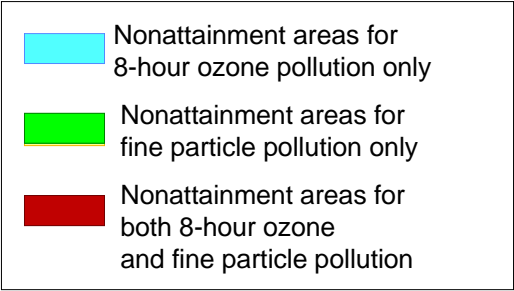 Nonattainment areas for
8-hour ozone pollution only
Nonattainment areas for
fine particle pollution only
Nonattainment areas for
both 8-hour ozone
and fine particle pollution